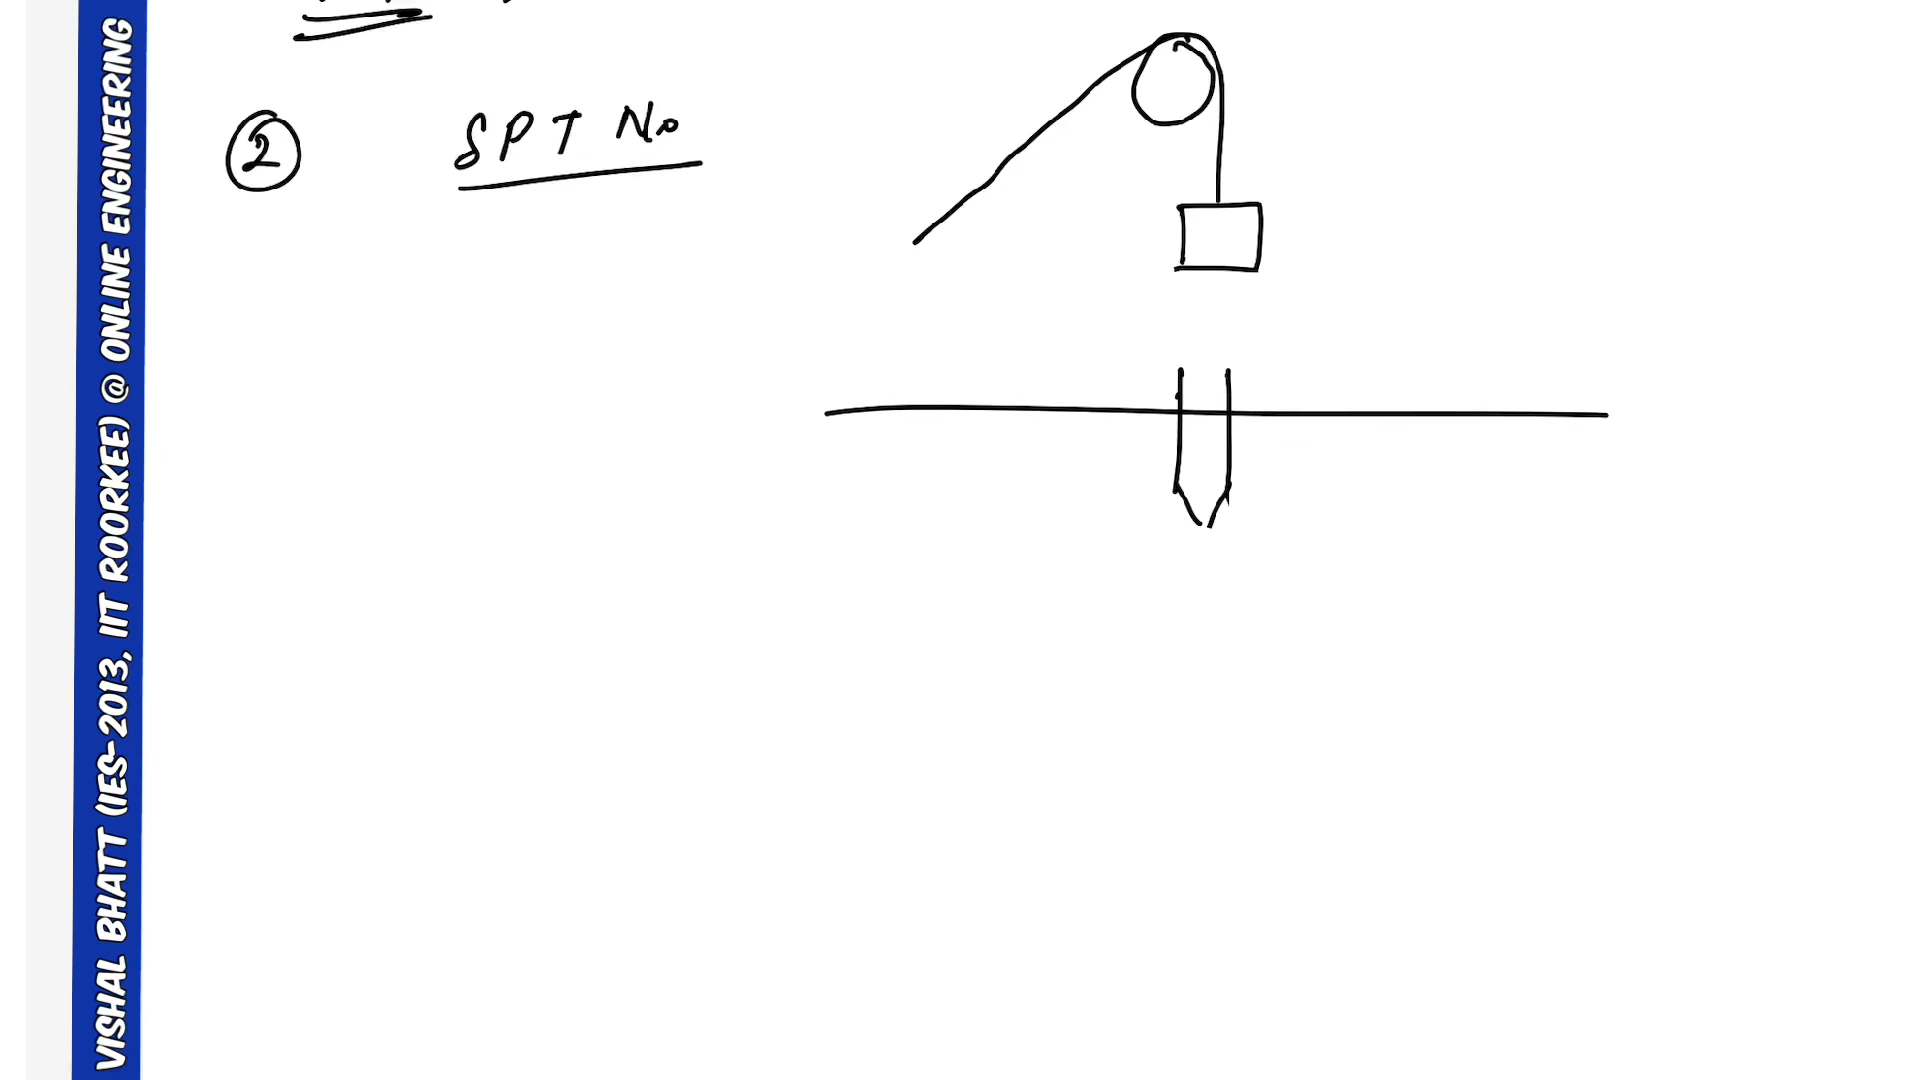 VISHAL BHATT (IES-2013, IIT ROORKEE) @ ONLINE ENGINEERING
2 SPT No